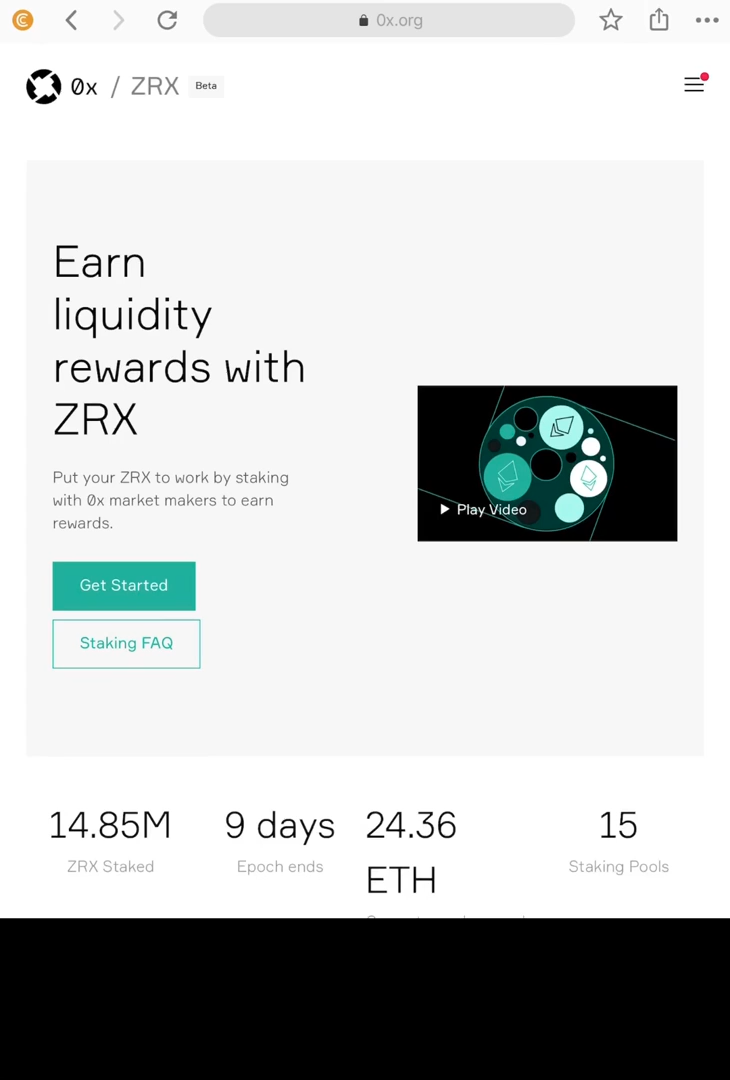 0x.org
0x / ZRX Beta
Earn
liquidity
rewards with
ZRX
Put your ZRX to work by staking
with 0x market makers to earn
rewards.
Play Video
Get Started
Staking FAQ
14.85M
ZRX Staked
9 days
Epoch ends
24.36
ETH
15
Staking Pools